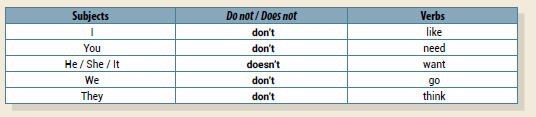 Subjects Do not / Does not Verbs
I don't like
You don't need
He / She / It doesn't want
We don't go
They don't think